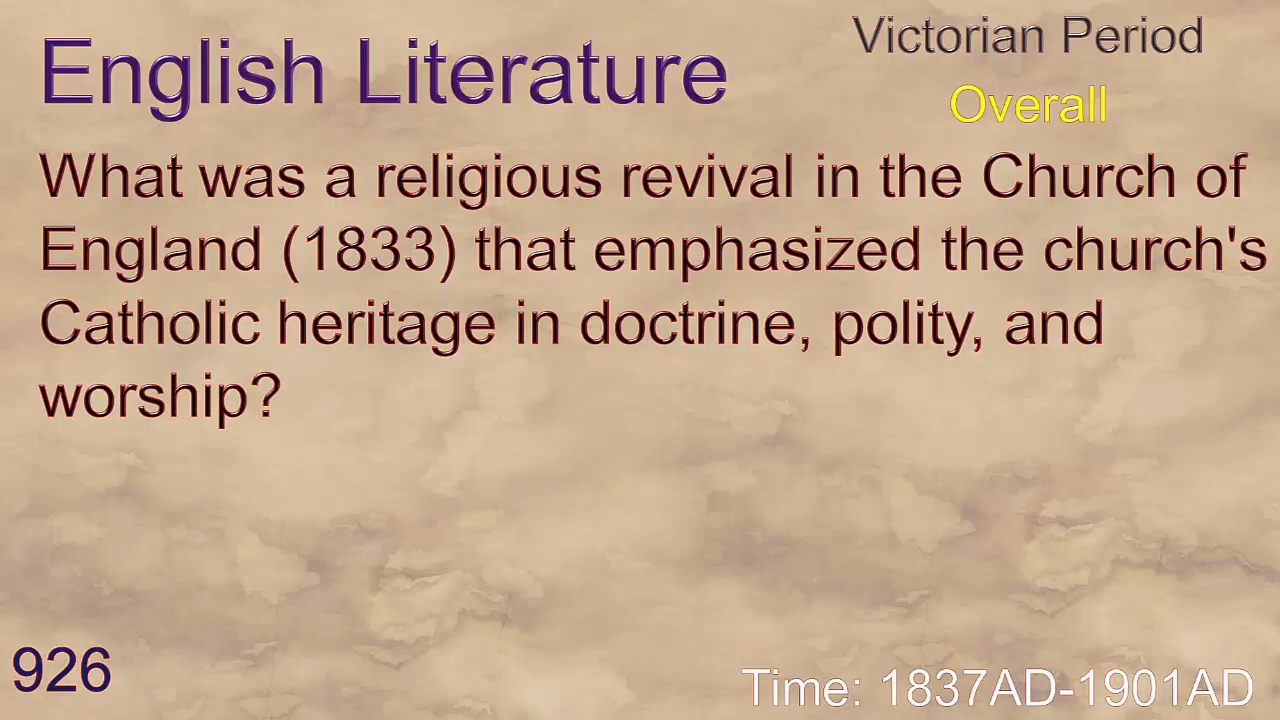 English Literature
Victorian Period
Overall
What was a religious revival in the Church of
England (1833) that emphasized the church's
Catholic heritage in doctrine, polity, and
worship?
926
Time: 1837AD-1901AD